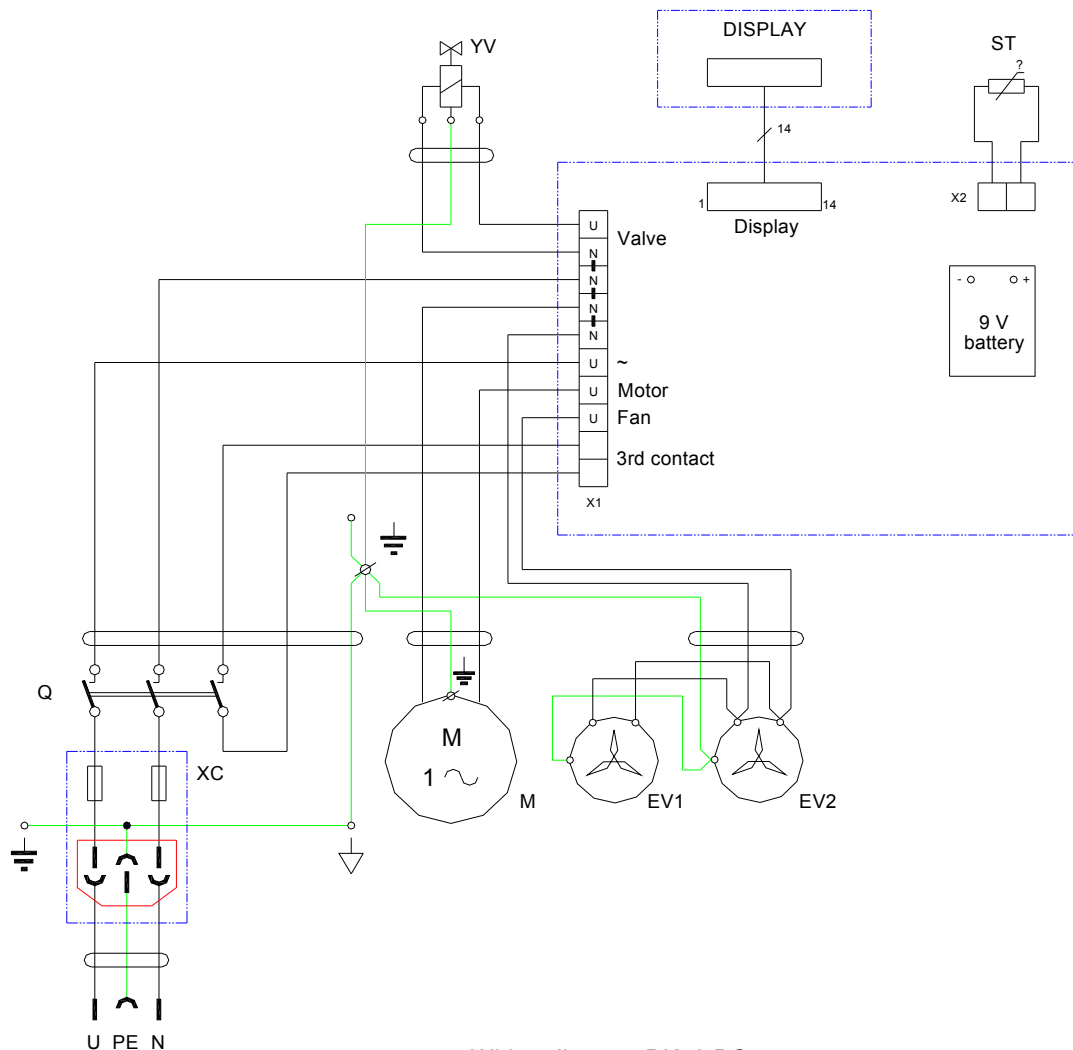 DISPLAY
YV
ST
?
14
X2
1
14
Display
U
Valve
N
N
N
N
- +
9 V
battery
U
~
U
Motor
U
Fan
3rd contact
X1
Q
XC
M
1
M
EV1
EV2
U PE N